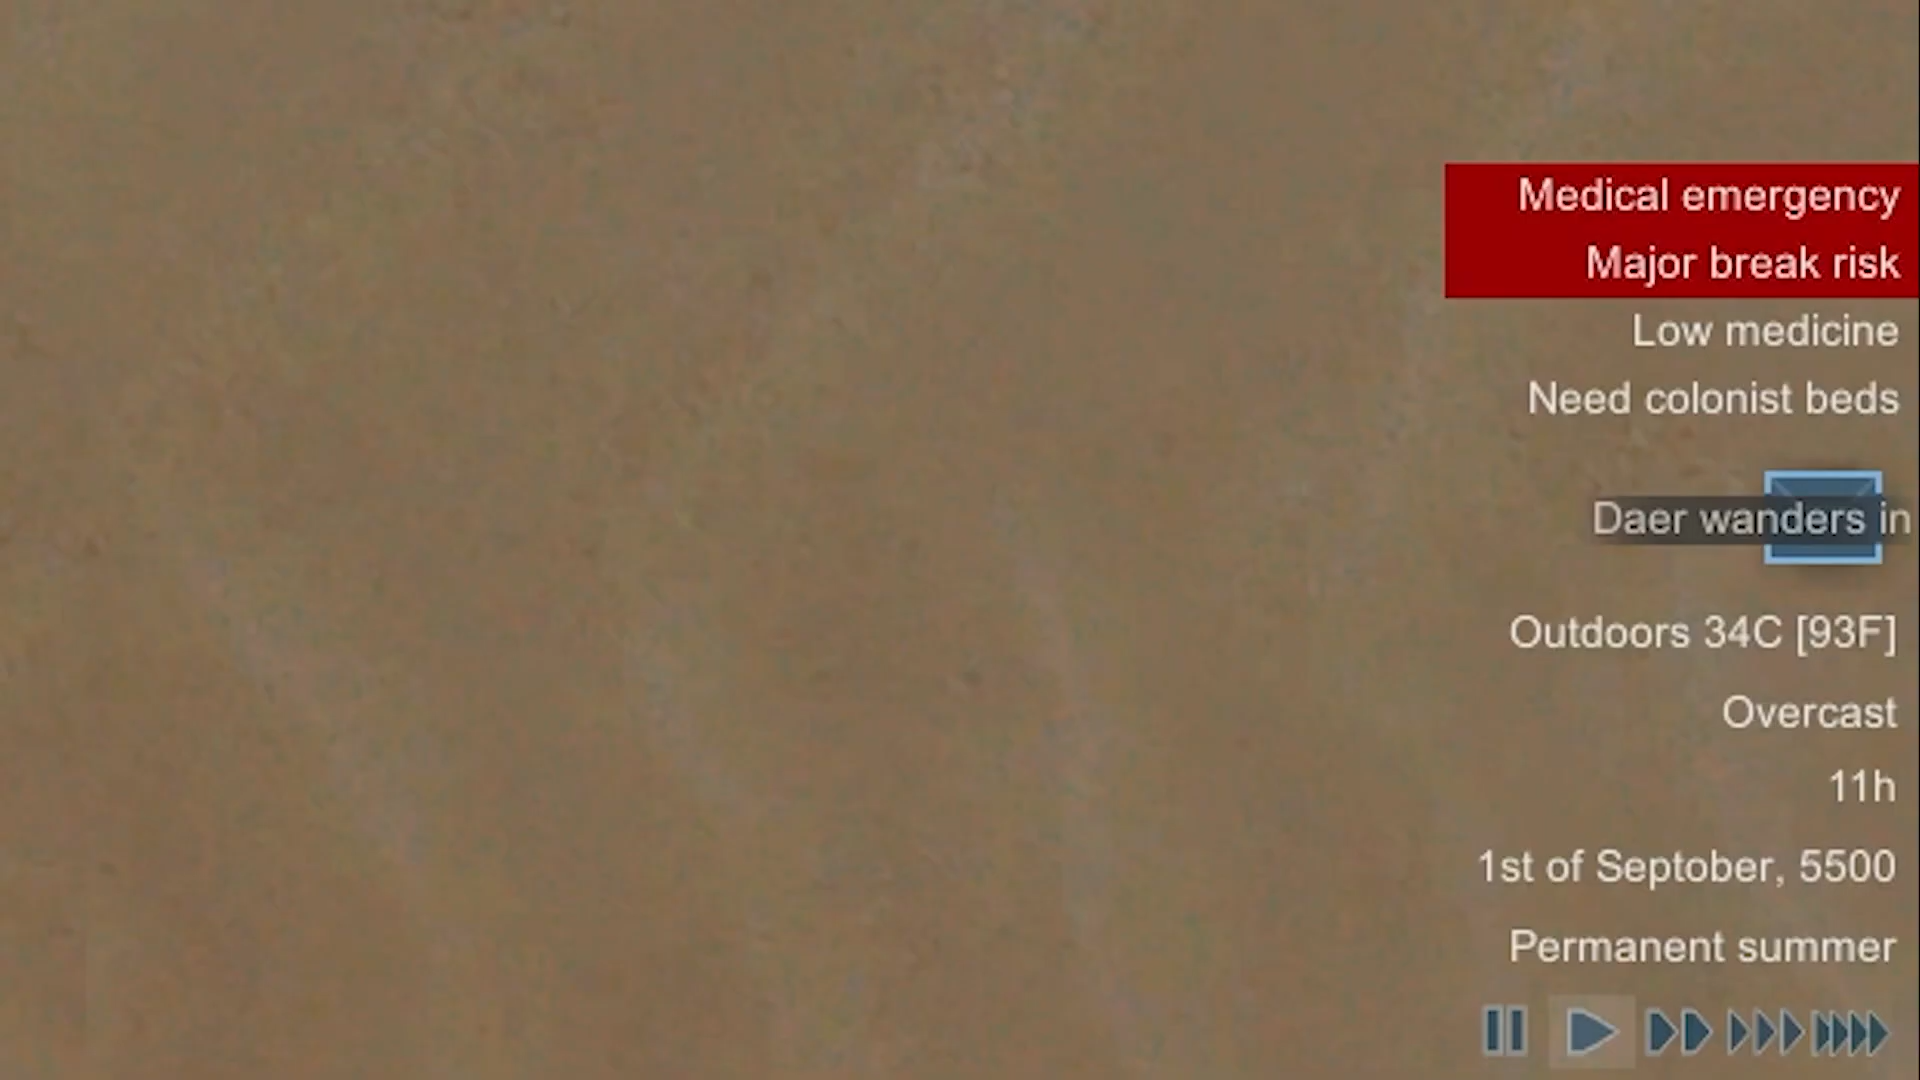 Medical emergency
Major break risk
Low medicine
Need colonist beds
Daer wanders in
Outdoors 34C [93F]
Overcast
11h
1st of Septober, 5500
Permanent summer